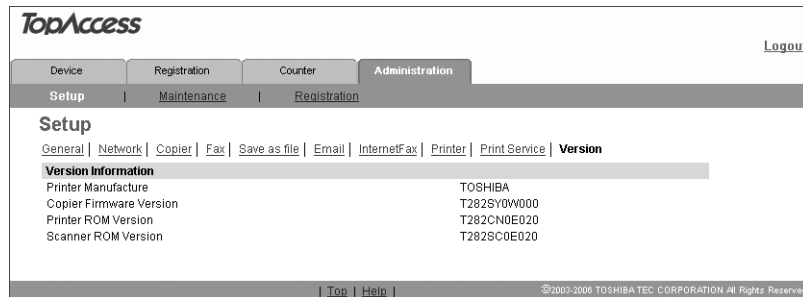 TopAccess
Logout
Device Registration Counter Administration
Setup | Maintenance | Registration
Setup
General | Network | Copier | Fax | Save as file | Email | InternetFax | Printer | Print Service | Version
Version Information
Printer Manufacture TOSHIBA
Copier Firmware Version T282SY0W000
Printer ROM Version T282CN0E020
Scanner ROM Version T282SC0E020
| Top | Help | ©2003-2006 TOSHIBA TEC CORPORATION All Rights Reserved